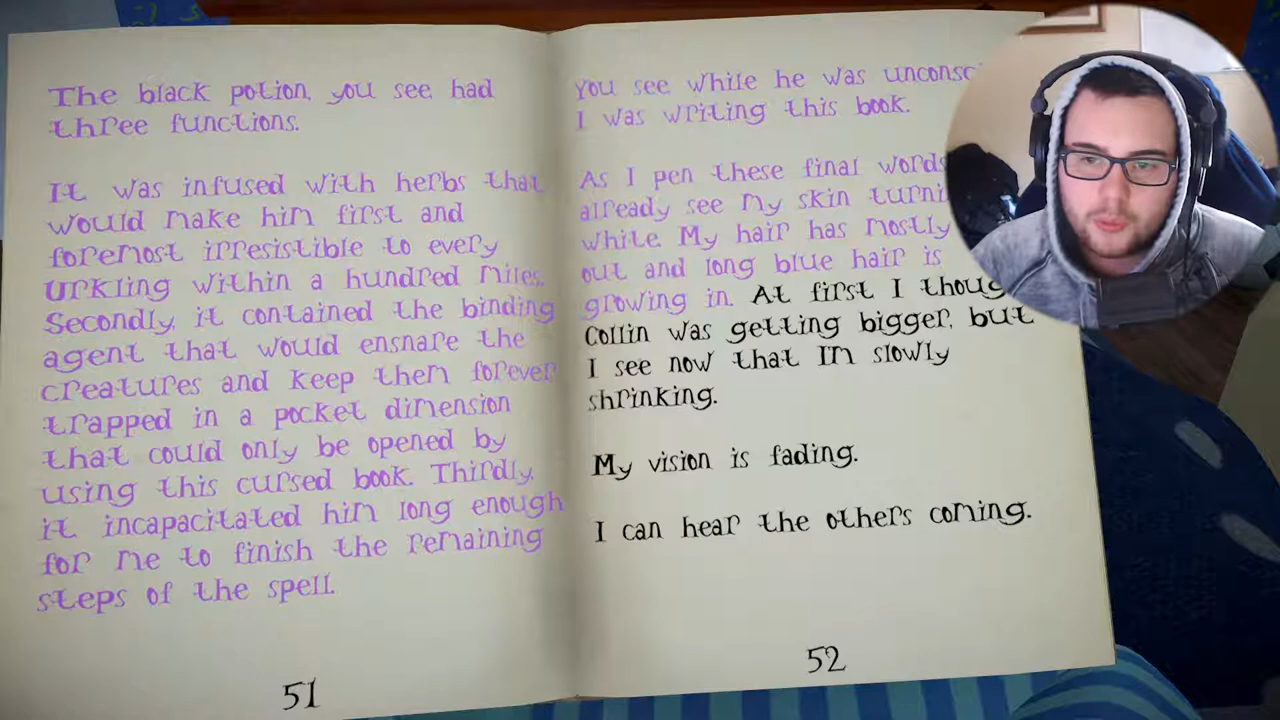 The black potion, you see, had
three functions.
It was infused with herbs that
would make him first and
foremost irresistible to every
Urkling within a hundred miles.
Secondly, it contained the binding
agent that would ensnare the
creatures and keep them forever
trapped in a pocket dimension
that could only be opened by
using this cursed book. Thirdly,
it incapacitated him long enough
for me to finish the remaining
steps of the spell.
51
You see while he was
I was writing this book.
As I pen these final words
already see my skin
white. My hair has mostly
out and long blue hair is
growing in. At first I
Collin was getting bigger, but
I see now that I'm slowly
shrinking.
My vision is fading.
I can hear the others coming.
52